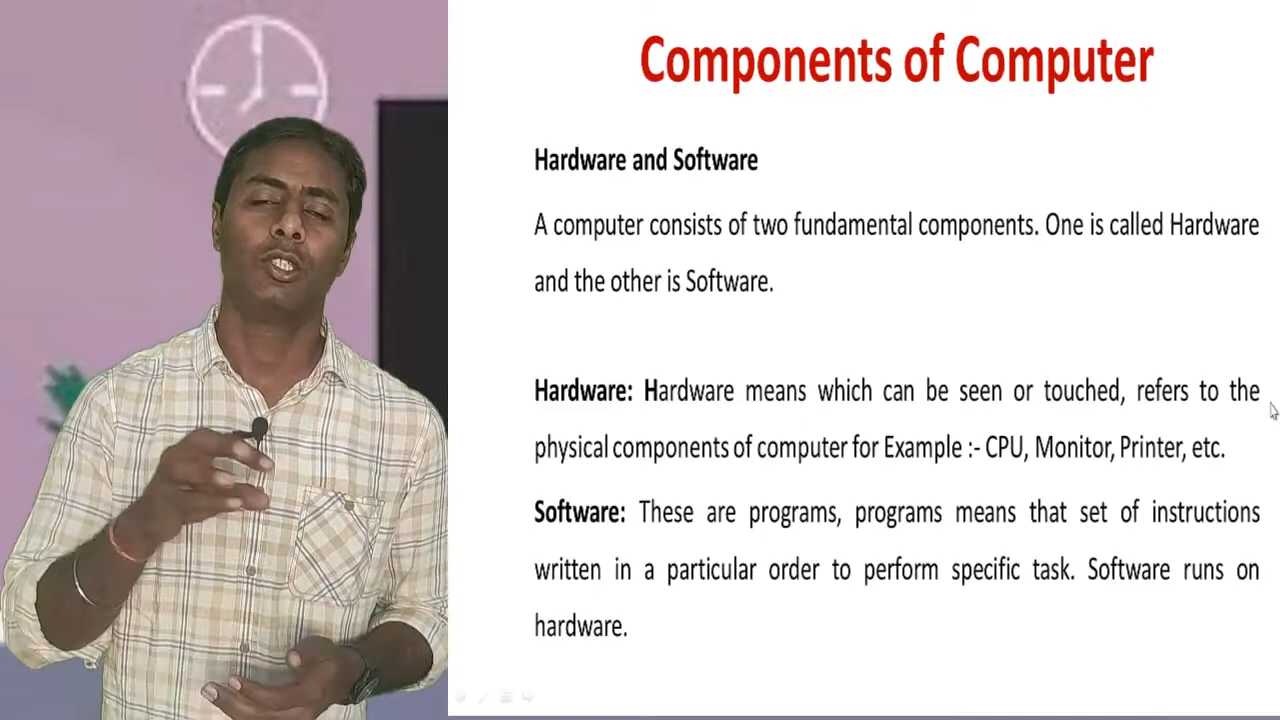 Components of Computer
Hardware and Software
A computer consists of two fundamental components. One is called Hardware
and the other is Software.
Hardware: Hardware means which can be seen or touched, refers to the
physical components of computer for Example :- CPU, Monitor, Printer, etc.
Software: These are programs, programs means that set of instructions
written in a particular order to perform specific task. Software runs on
hardware.